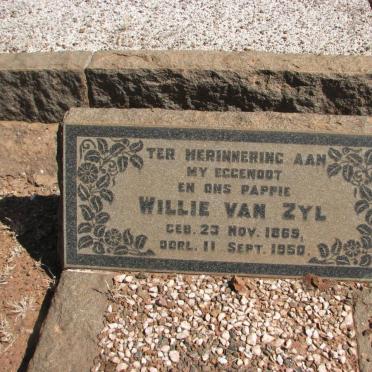 TER HERINNERING AAN
MY EGGENOOT
EN ONS PAPPIE
WILLIE VAN ZYL
GEB. 23 NOV. 1869,
OORL. 11 SEPT. 1950.